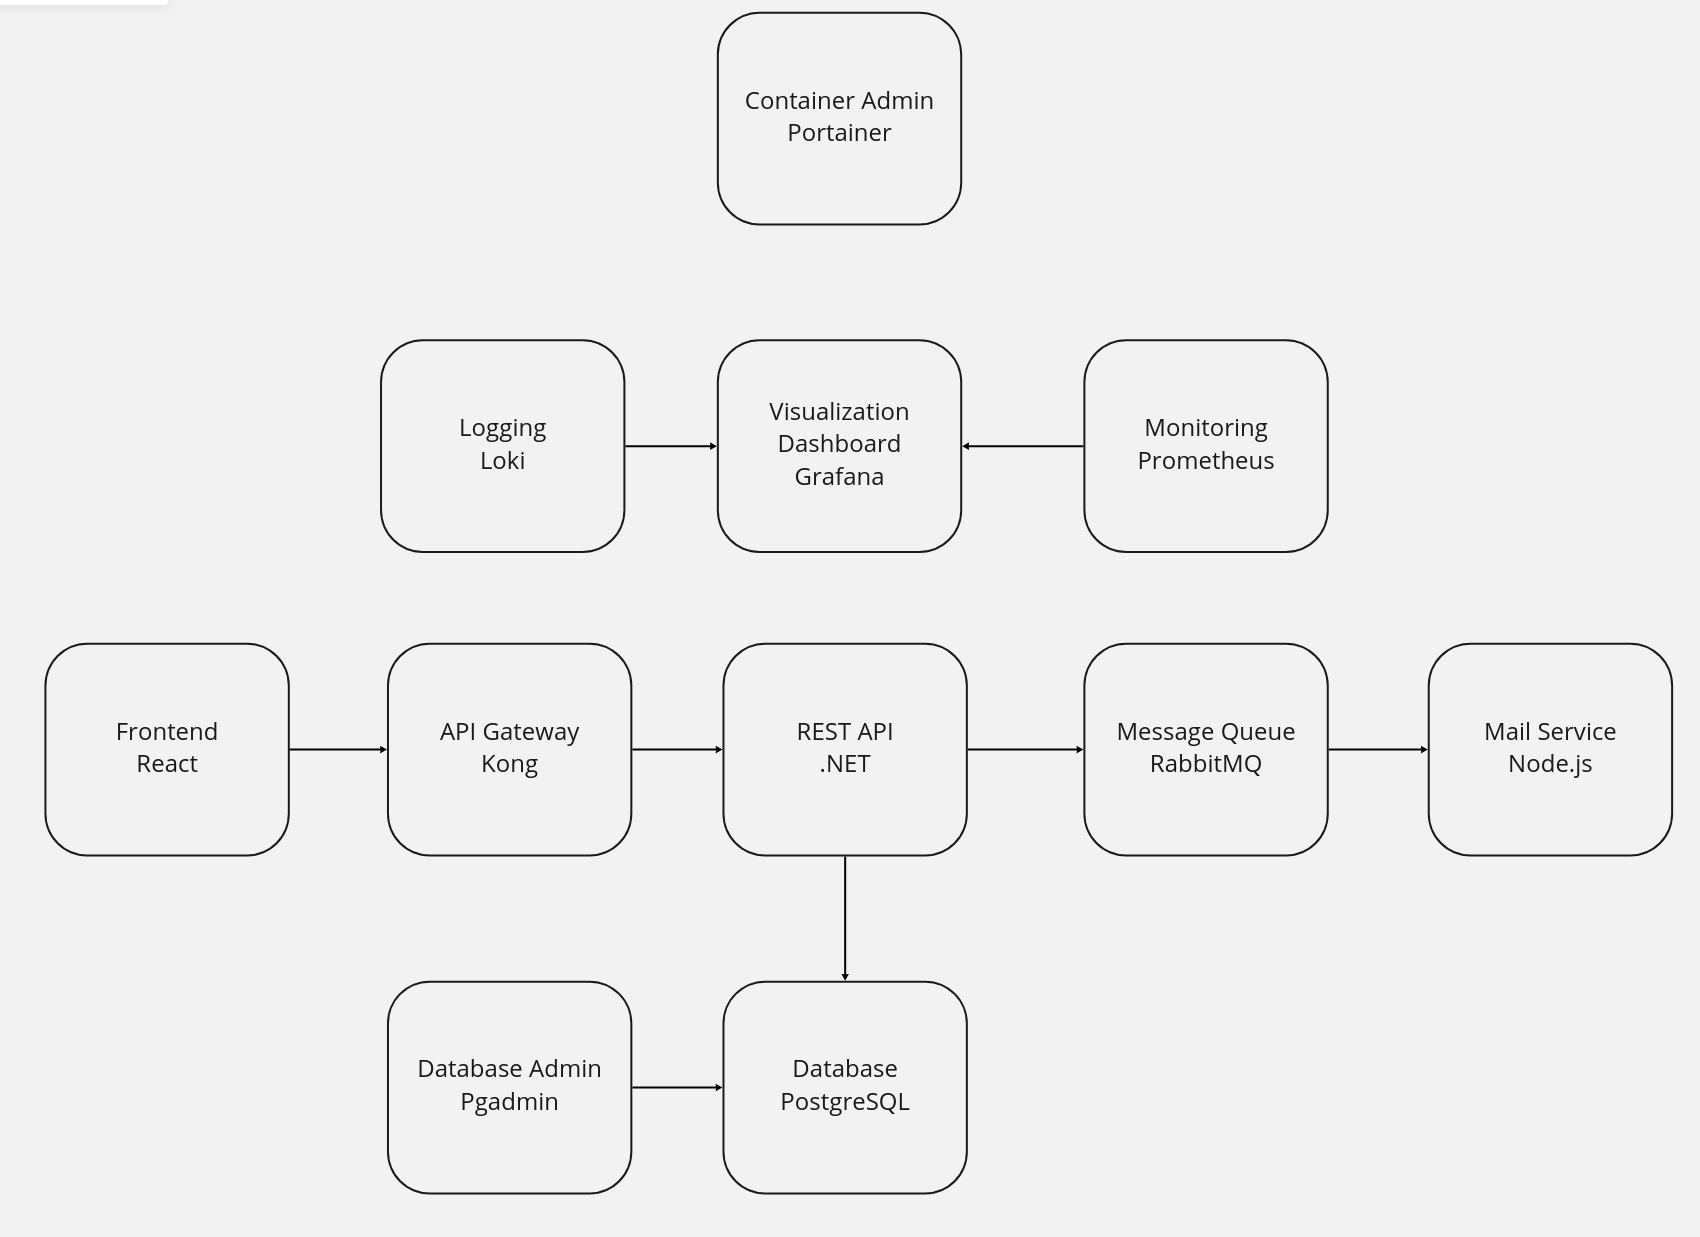 Container Admin
Portainer
Logging
Loki
Visualization
Dashboard
Grafana
Monitoring
Prometheus
Frontend
React
API Gateway
Kong
REST API
.NET
Message Queue
RabbitMQ
Mail Service
Node.js
Database Admin
Pgadmin
Database
PostgreSQL